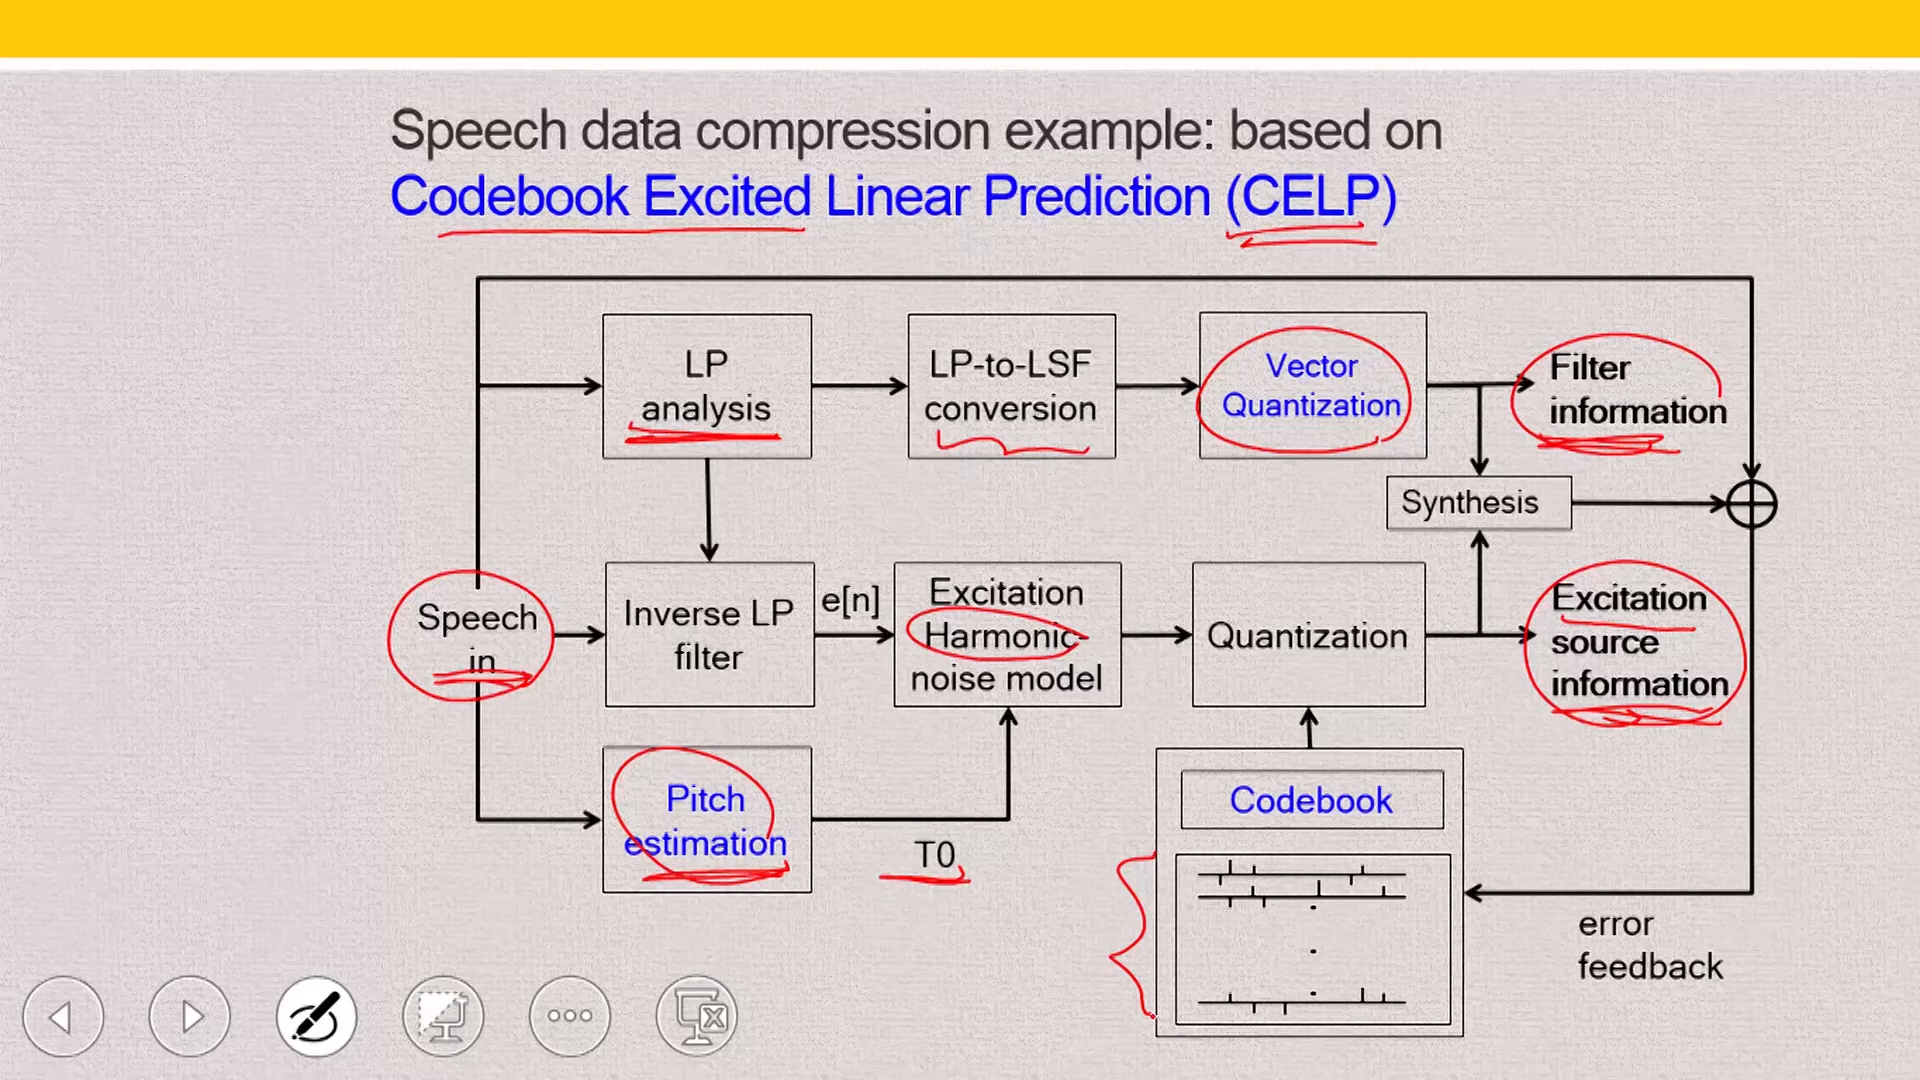 Speech data compression example: based on
Codebook Excited Linear Prediction (CELP)
LP
analysis
LP-to-LSF
conversion
Vector
Quantization
Filter
information
Synthesis
Speech
in
Inverse LP
filter
e[n]
Excitation
Harmonic-
noise model
Quantization
Excitation
source
information
Pitch
estimation
T0
Codebook
error
feedback